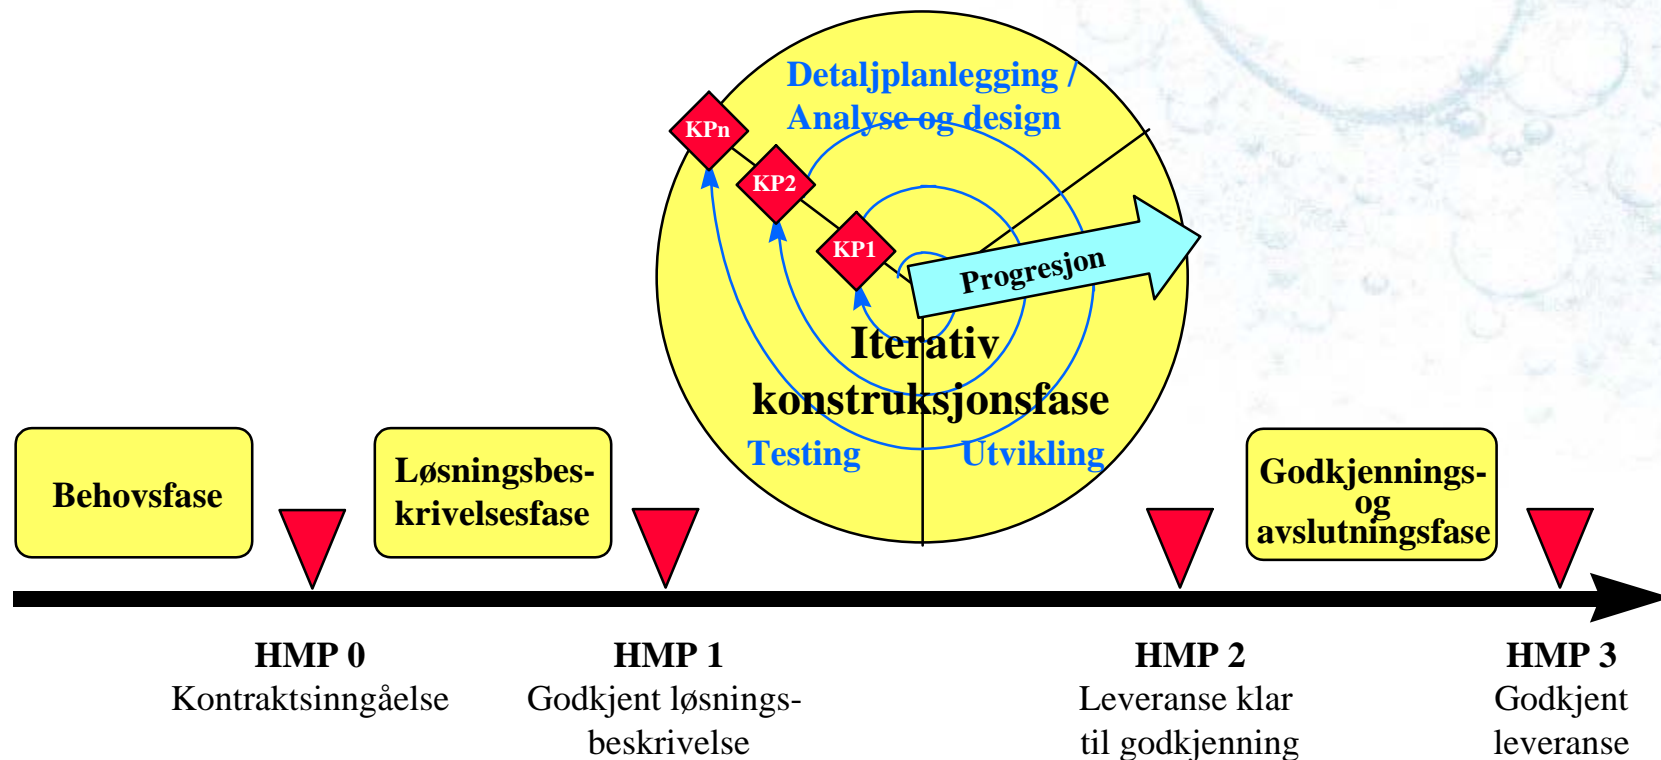 Detaljplanlegging /
Analyse og design
KPn
KP2
KP1
Progresjon
Iterativ
konstruksjonsfase
Testing
Utvikling
Behovsfase
Løsningsbes-
krivelsesfase
Godkjennings-
og
avslutningsfase
HMP 0
Kontraktsinngåelse
HMP 1
Godkjent løsnings-
beskrivelse
HMP 2
Leveranse klar
til godkjenning
HMP 3
Godkjent
leveranse